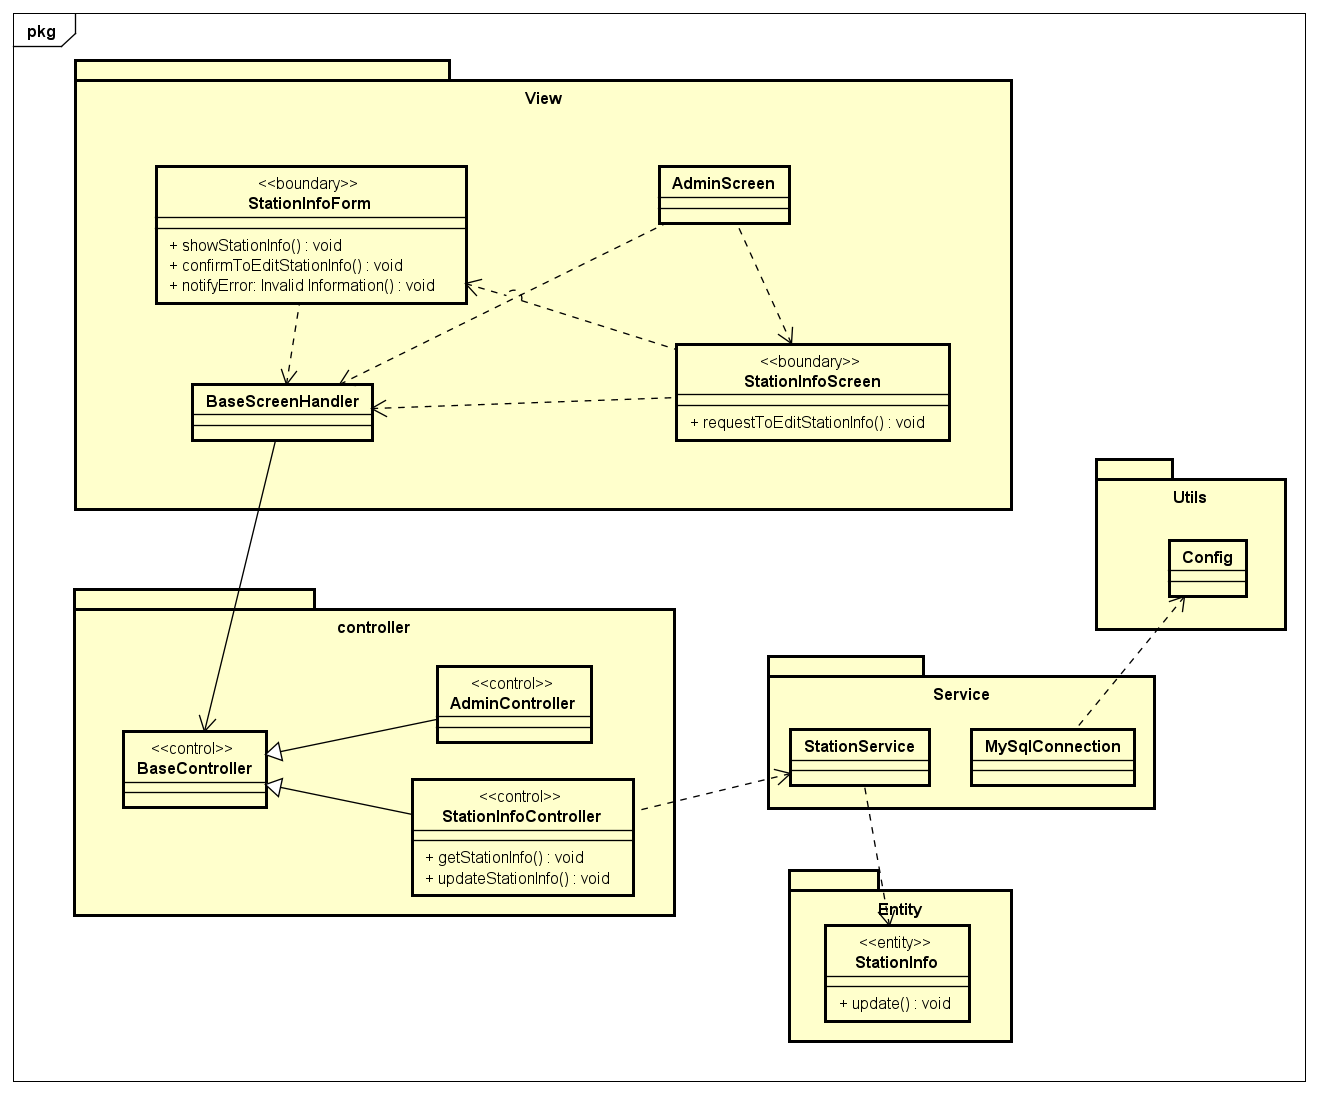 pkg
View
<<boundary>>
StationInfoForm
+ showStationInfo() : void
+ confirmToEditStationInfo() : void
+ notifyError: Invalid Information() : void
AdminScreen
<<boundary>>
StationInfoScreen
+ requestToEditStationInfo() : void
BaseScreenHandler
Utils
Config
controller
<<control>>
AdminController
<<control>>
BaseController
<<control>>
StationInfoController
+ getStationInfo() : void
+ updateStationInfo() : void
Service
StationService
MySqlConnection
Entity
<<entity>>
StationInfo
+ update() : void